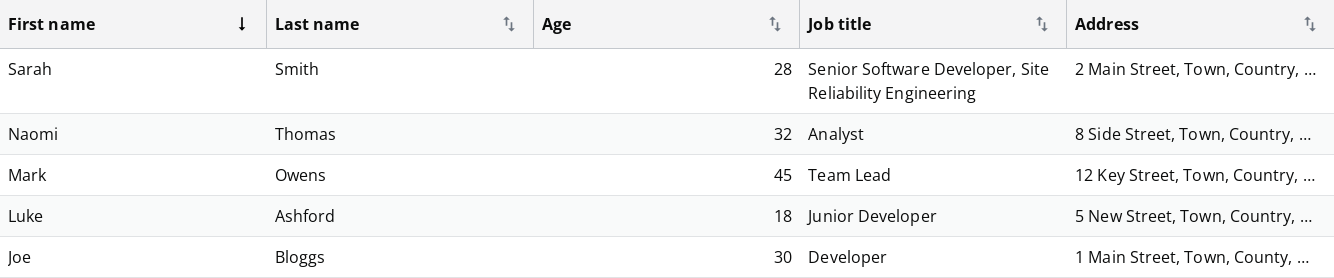 First name Last name Age Job title Address
Sarah Smith 28 Senior Software Developer, Site 2 Main Street, Town, Country, ...
Reliability Engineering
Naomi Thomas 32 Analyst 8 Side Street, Town, Country, ...
Mark Owens 45 Team Lead 12 Key Street, Town, Country, ...
Luke Ashford 18 Junior Developer 5 New Street, Town, Country, ...
Joe Bloggs 30 Developer 1 Main Street, Town, County, ...